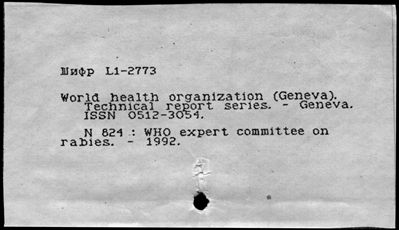 Шифр L1-2773
World health organization (Geneva).
Technical report series. - Geneva.
ISSN 0512-3054.
N 824 : WHO expert committee on
rabies. - 1992.